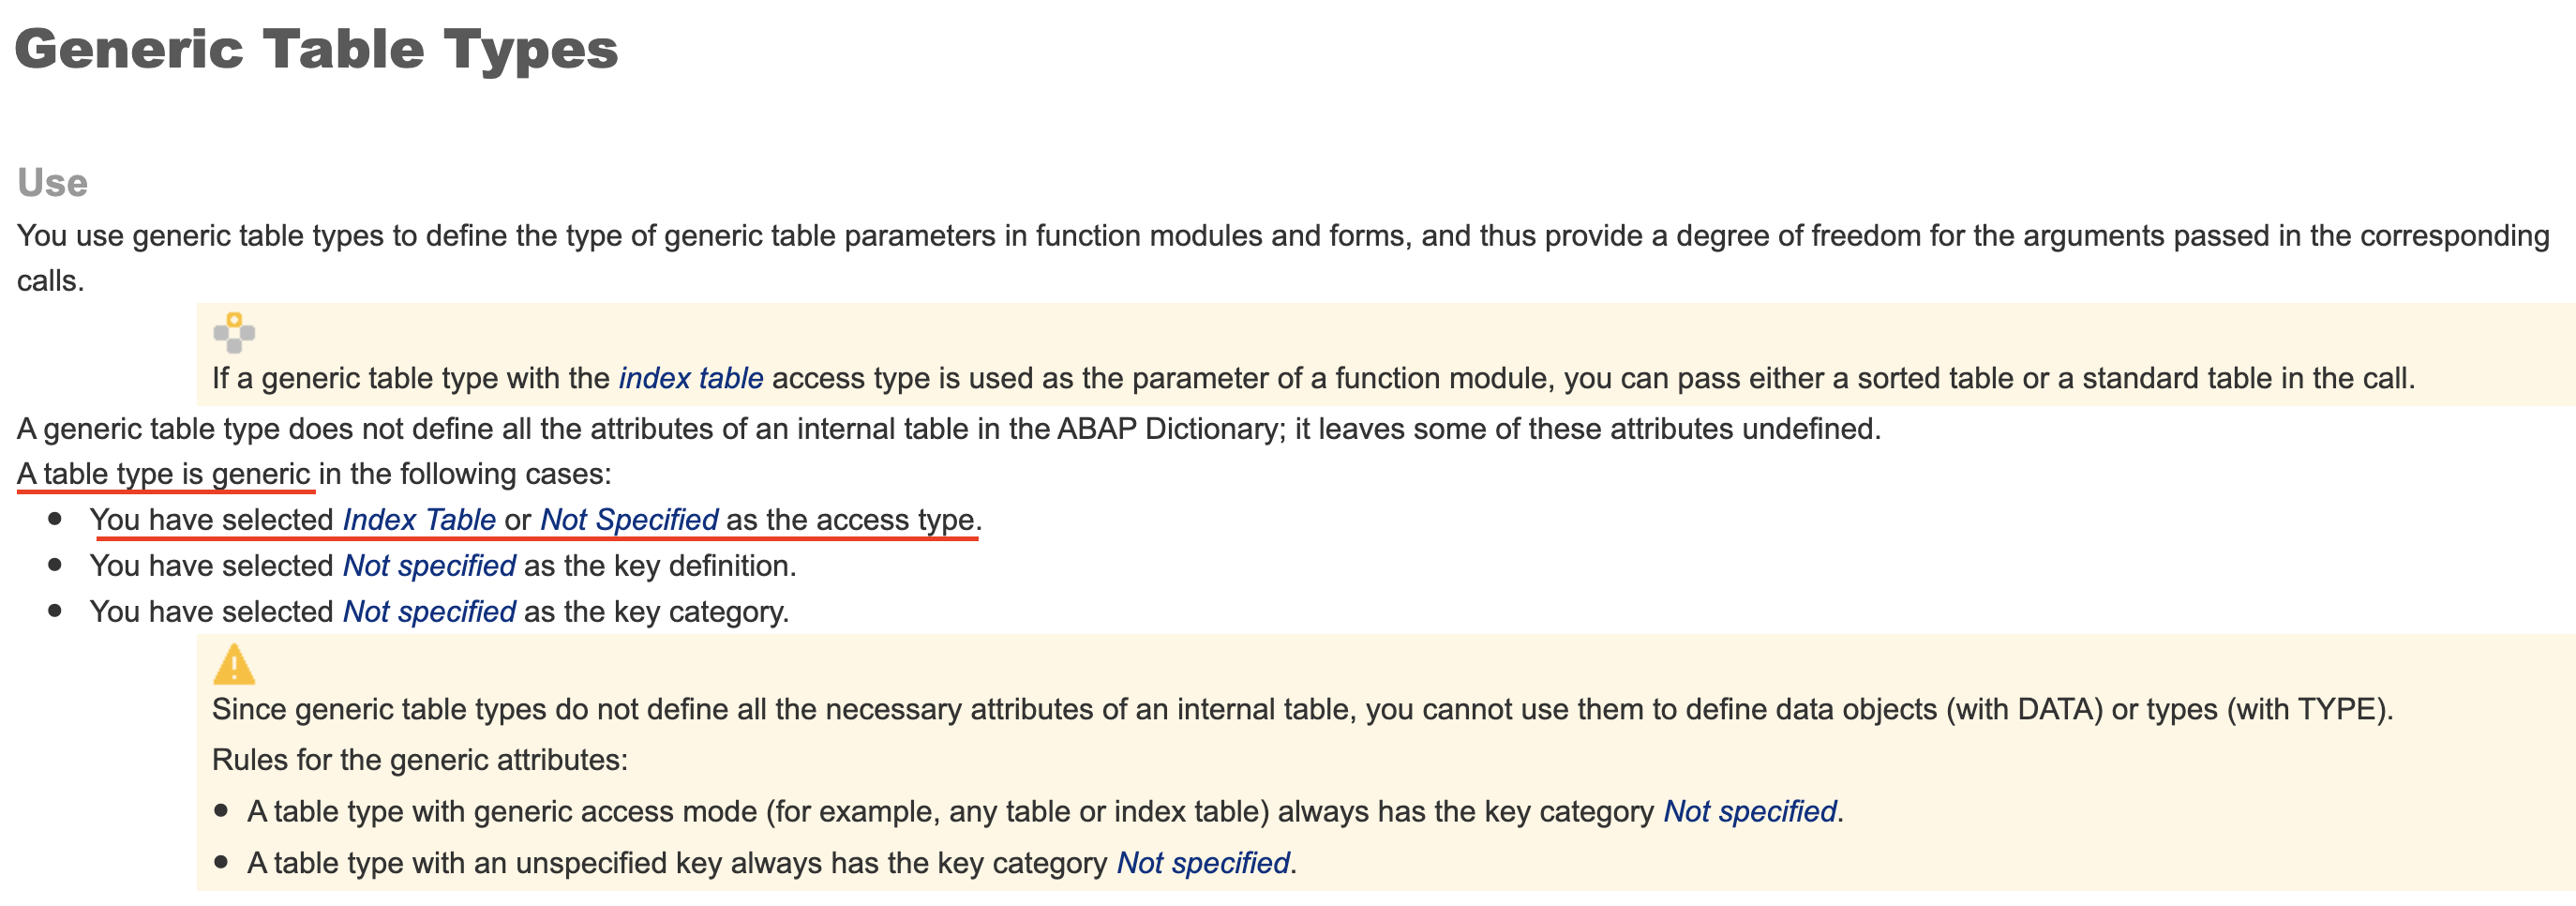 Generic Table Types
Use
You use generic table types to define the type of generic table parameters in function modules and forms, and thus provide a degree of freedom for the arguments passed in the corresponding
calls.
If a generic table type with the index table access type is used as the parameter of a function module, you can pass either a sorted table or a standard table in the call.
A generic table type does not define all the attributes of an internal table in the ABAP Dictionary; it leaves some of these attributes undefined.
A table type is generic in the following cases:
• You have selected Index Table or Not Specified as the access type.
• You have selected Not specified as the key definition.
• You have selected Not specified as the key category.
Since generic table types do not define all the necessary attributes of an internal table, you cannot use them to define data objects (with DATA) or types (with TYPE).
Rules for the generic attributes:
• A table type with generic access mode (for example, any table or index table) always has the key category Not specified.
• A table type with an unspecified key always has the key category Not specified.